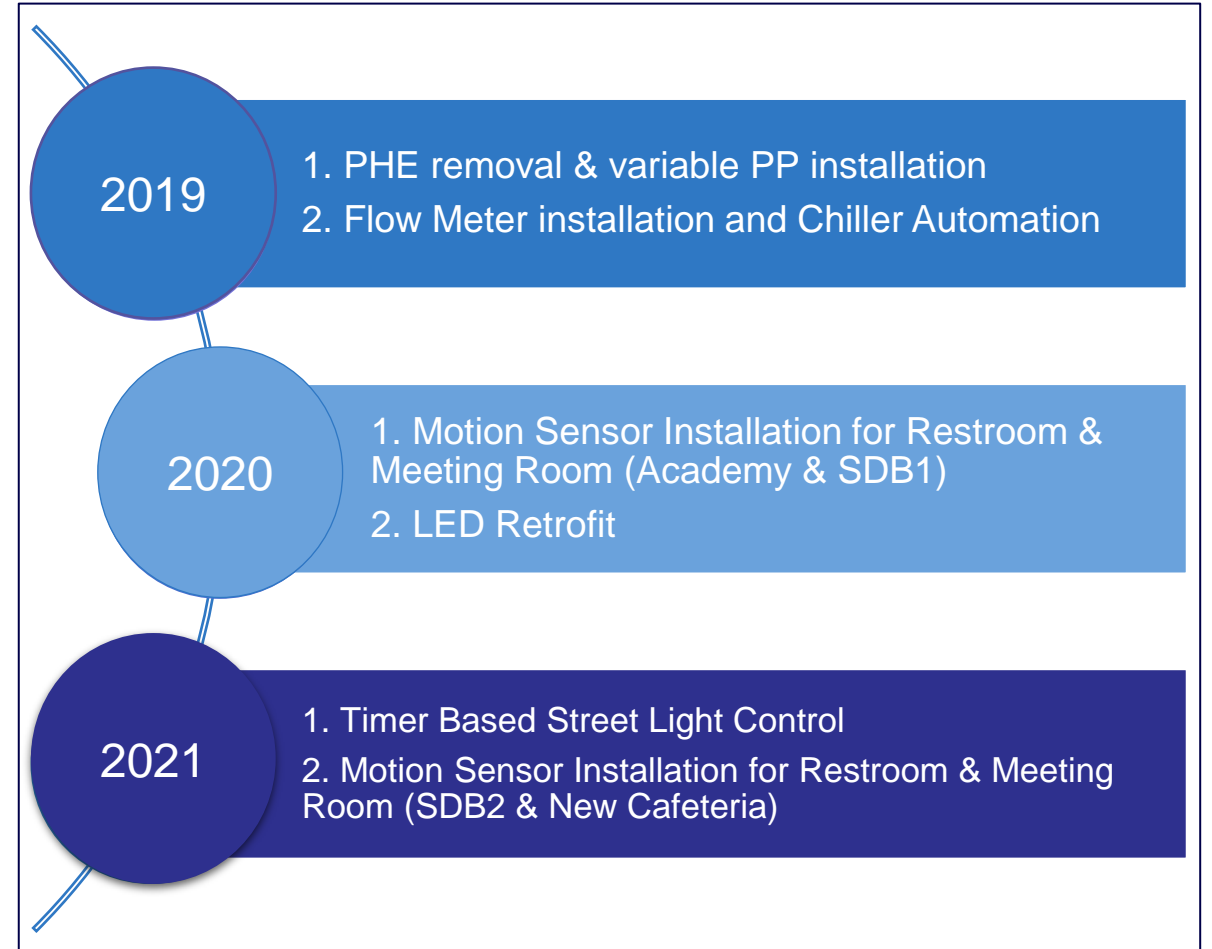 2019
1. PHE removal & variable PP installation
2. Flow Meter installation and Chiller Automation
2020
1. Motion Sensor Installation for Restroom &
Meeting Room (Academy & SDB1)
2. LED Retrofit
2021
1. Timer Based Street Light Control
2. Motion Sensor Installation for Restroom & Meeting
Room (SDB2 & New Cafeteria)